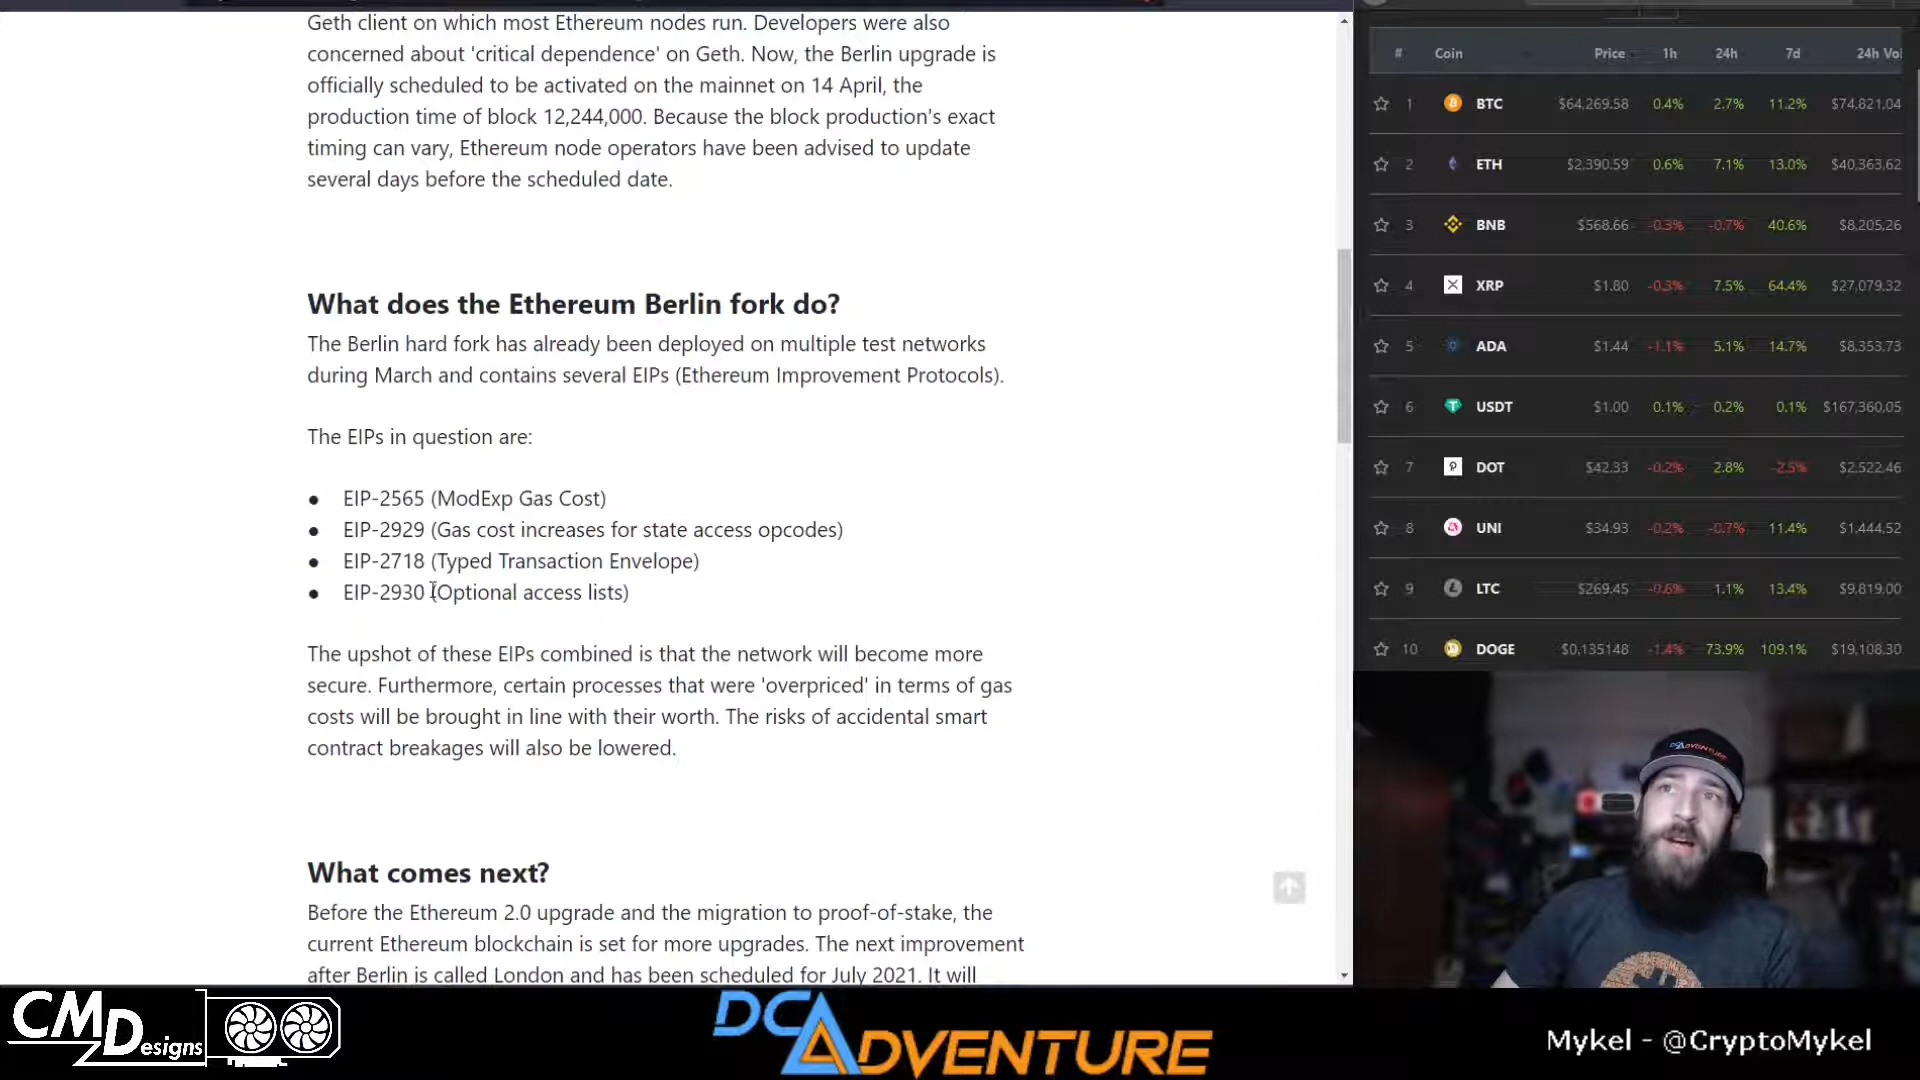 Geth client on which most Ethereum nodes run. Developers were also
concerned about 'critical dependence' on Geth. Now, the Berlin upgrade is
officially scheduled to be activated on the mainnet on 14 April, the
production time of block 12,244,000. Because the block production's exact
timing can vary, Ethereum node operators have been advised to update
several days before the scheduled date.
What does the Ethereum Berlin fork do?
The Berlin hard fork has already been deployed on multiple test networks
during March and contains several EIPs (Ethereum Improvement Protocols).
The EIPs in question are:
● EIP-2565 (ModExp Gas Cost)
● EIP-2929 (Gas cost increases for state access opcodes)
● EIP-2718 (Typed Transaction Envelope)
● EIP-2930 (Optional access lists)
The upshot of these EIPs combined is that the network will become more
secure. Furthermore, certain processes that were 'overpriced' in terms of gas
costs will be brought in line with their worth. The risks of accidental smart
contract breakages will also be lowered.
What comes next?
Before the Ethereum 2.0 upgrade and the migration to proof-of-stake, the
current Ethereum blockchain is set for more upgrades. The next improvement
after Berlin is called London and has been scheduled for July 2021. It will
# Coin Price 1h 24h 7d 24h Vol
1 BTC $64,269.58 0.4% 2.7% 11.2% $74,821,04
2 ETH $2,390.59 0.6% 7.1% 13.0% $40,363,62
3 BNB $568.66 -0.3% -0.7% 40.6% $8,205,26
4 XRP $1.80 -0.3% 7.5% 64.4% $27,079,32
5 ADA $1.44 -1.1% 5.1% 14.7% $8,353,73
6 USDT $1.00 0.1% 0.2% 0.1% $167,360,05
7 DOT $42.33 -0.2% 2.8% -2.5% $2,522,46
8 UNI $34.93 -0.2% -0.7% 11.4% $1,444,52
9 LTC $269.45 -0.6% 1.1% 13.4% $9,819,00
10 DOGE $0.135148 -1.4% 73.9% 109.1% $19,108,30
DCADVENTURE
CMDesigns
DCADVENTURE
Mykel - @CryptoMykel